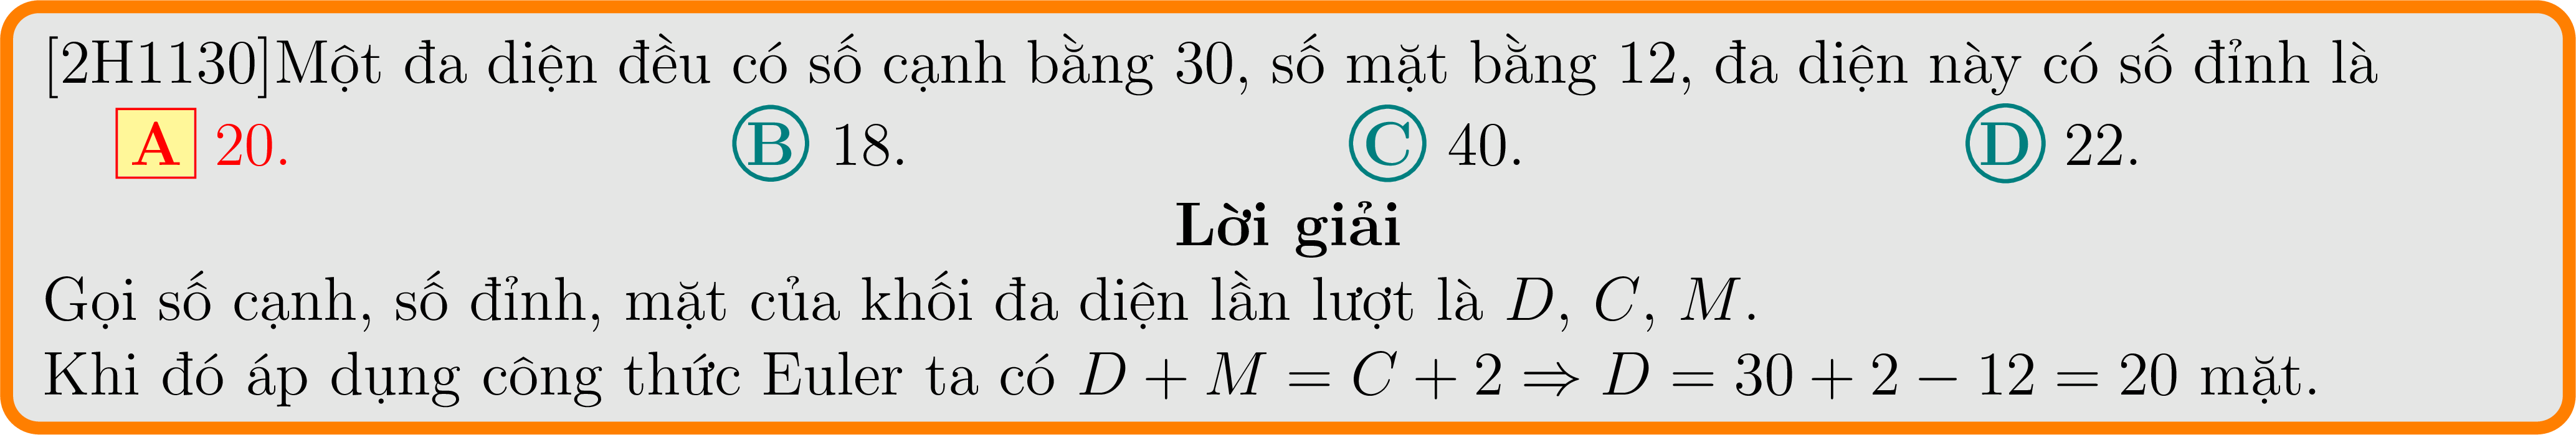 [2H1130]Một đa diện đều có số cạnh bằng 30, số mặt bằng 12, đa diện này có số đỉnh là
A 20. B 18. C 40. D 22.
Lời giải
Gọi số cạnh, số đỉnh, mặt của khối đa diện lần lượt là D, C, M.
Khi đó áp dụng công thức Euler ta có D + M = C + 2 ⇒ D = 30 + 2 − 12 = 20 mặt.